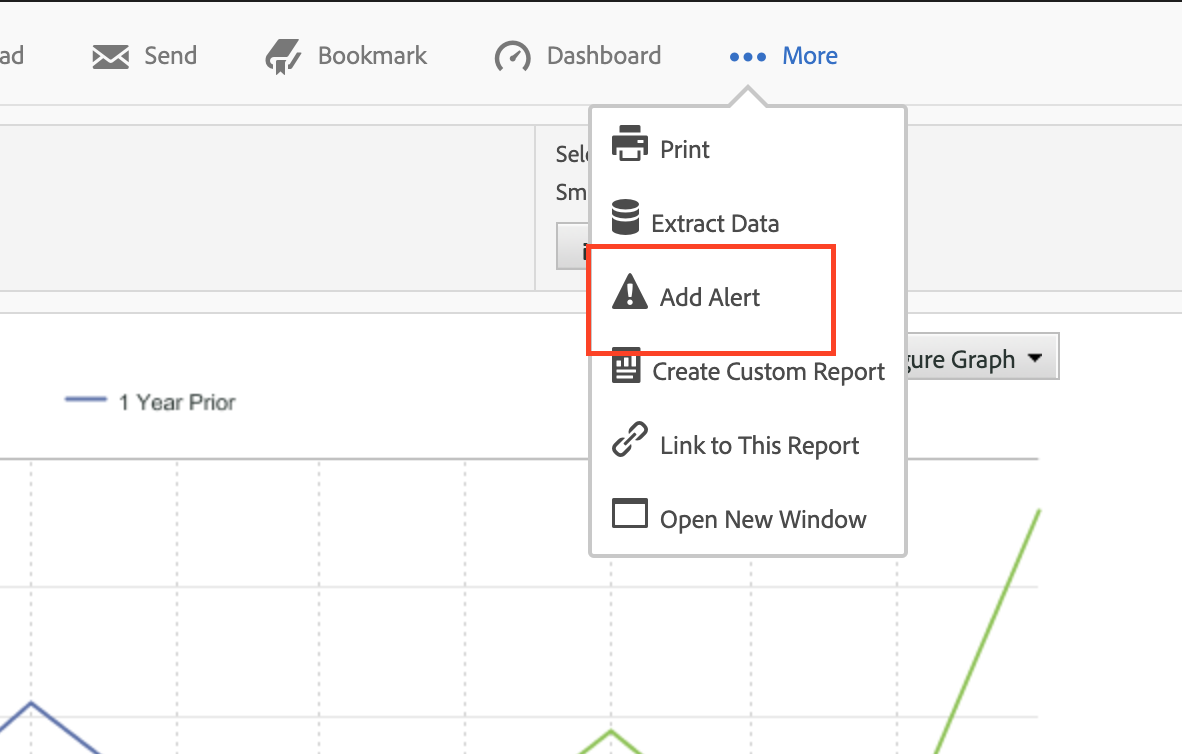 ad Send Bookmark Dashboard More
Print
Extract Data
Add Alert
Create Custom Report
Link to This Report
Open New Window
Sele
Sm
gure Graph
1 Year Prior